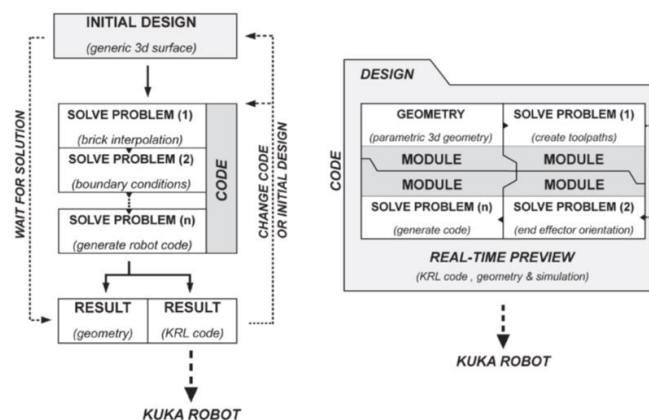 INITIAL DESIGN
(generic 3d surface)
SOLVE PROBLEM (1)
(brick interpolation)
SOLVE PROBLEM (2)
(boundary conditions)
SOLVE PROBLEM (n)
(generate robot code)
CODE
WAIT FOR SOLUTION
CHANGE CODE
OR INITIAL DESIGN
RESULT
(geometry)
RESULT
(KRL code)
KUKA ROBOT
DESIGN
CODE
GEOMETRY
(parametric 3d geometry)
SOLVE PROBLEM (1)
(create toolpaths)
MODULE
MODULE
MODULE
MODULE
SOLVE PROBLEM (n)
(generate code)
SOLVE PROBLEM (2)
(end effector orientation)
REAL-TIME PREVIEW
(KRL code , geometry & simulation)
KUKA ROBOT